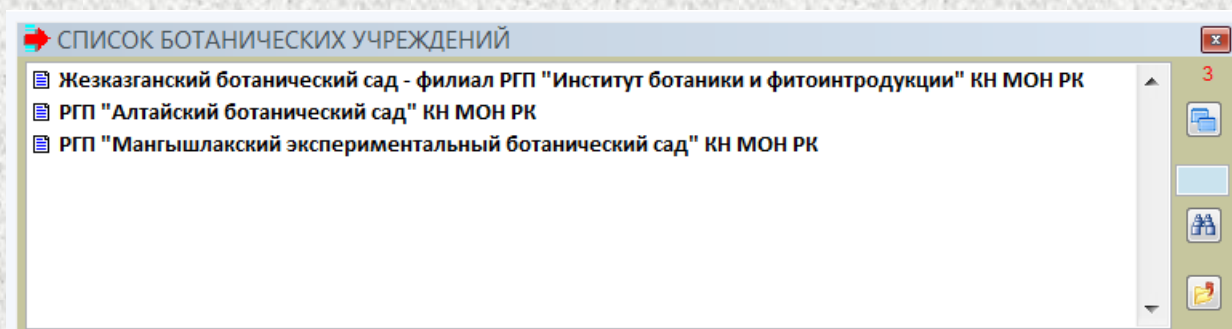 СПИСОК БОТАНИЧЕСКИХ УЧРЕЖДЕНИЙ
Жезказганский ботанический сад - филиал РГП "Институт ботаники и фитоинтродукции" КН МОН РК
3
РГП "Алтайский ботанический сад" КН МОН РК
РГП "Мангышлакский экспериментальный ботанический сад" КН МОН РК